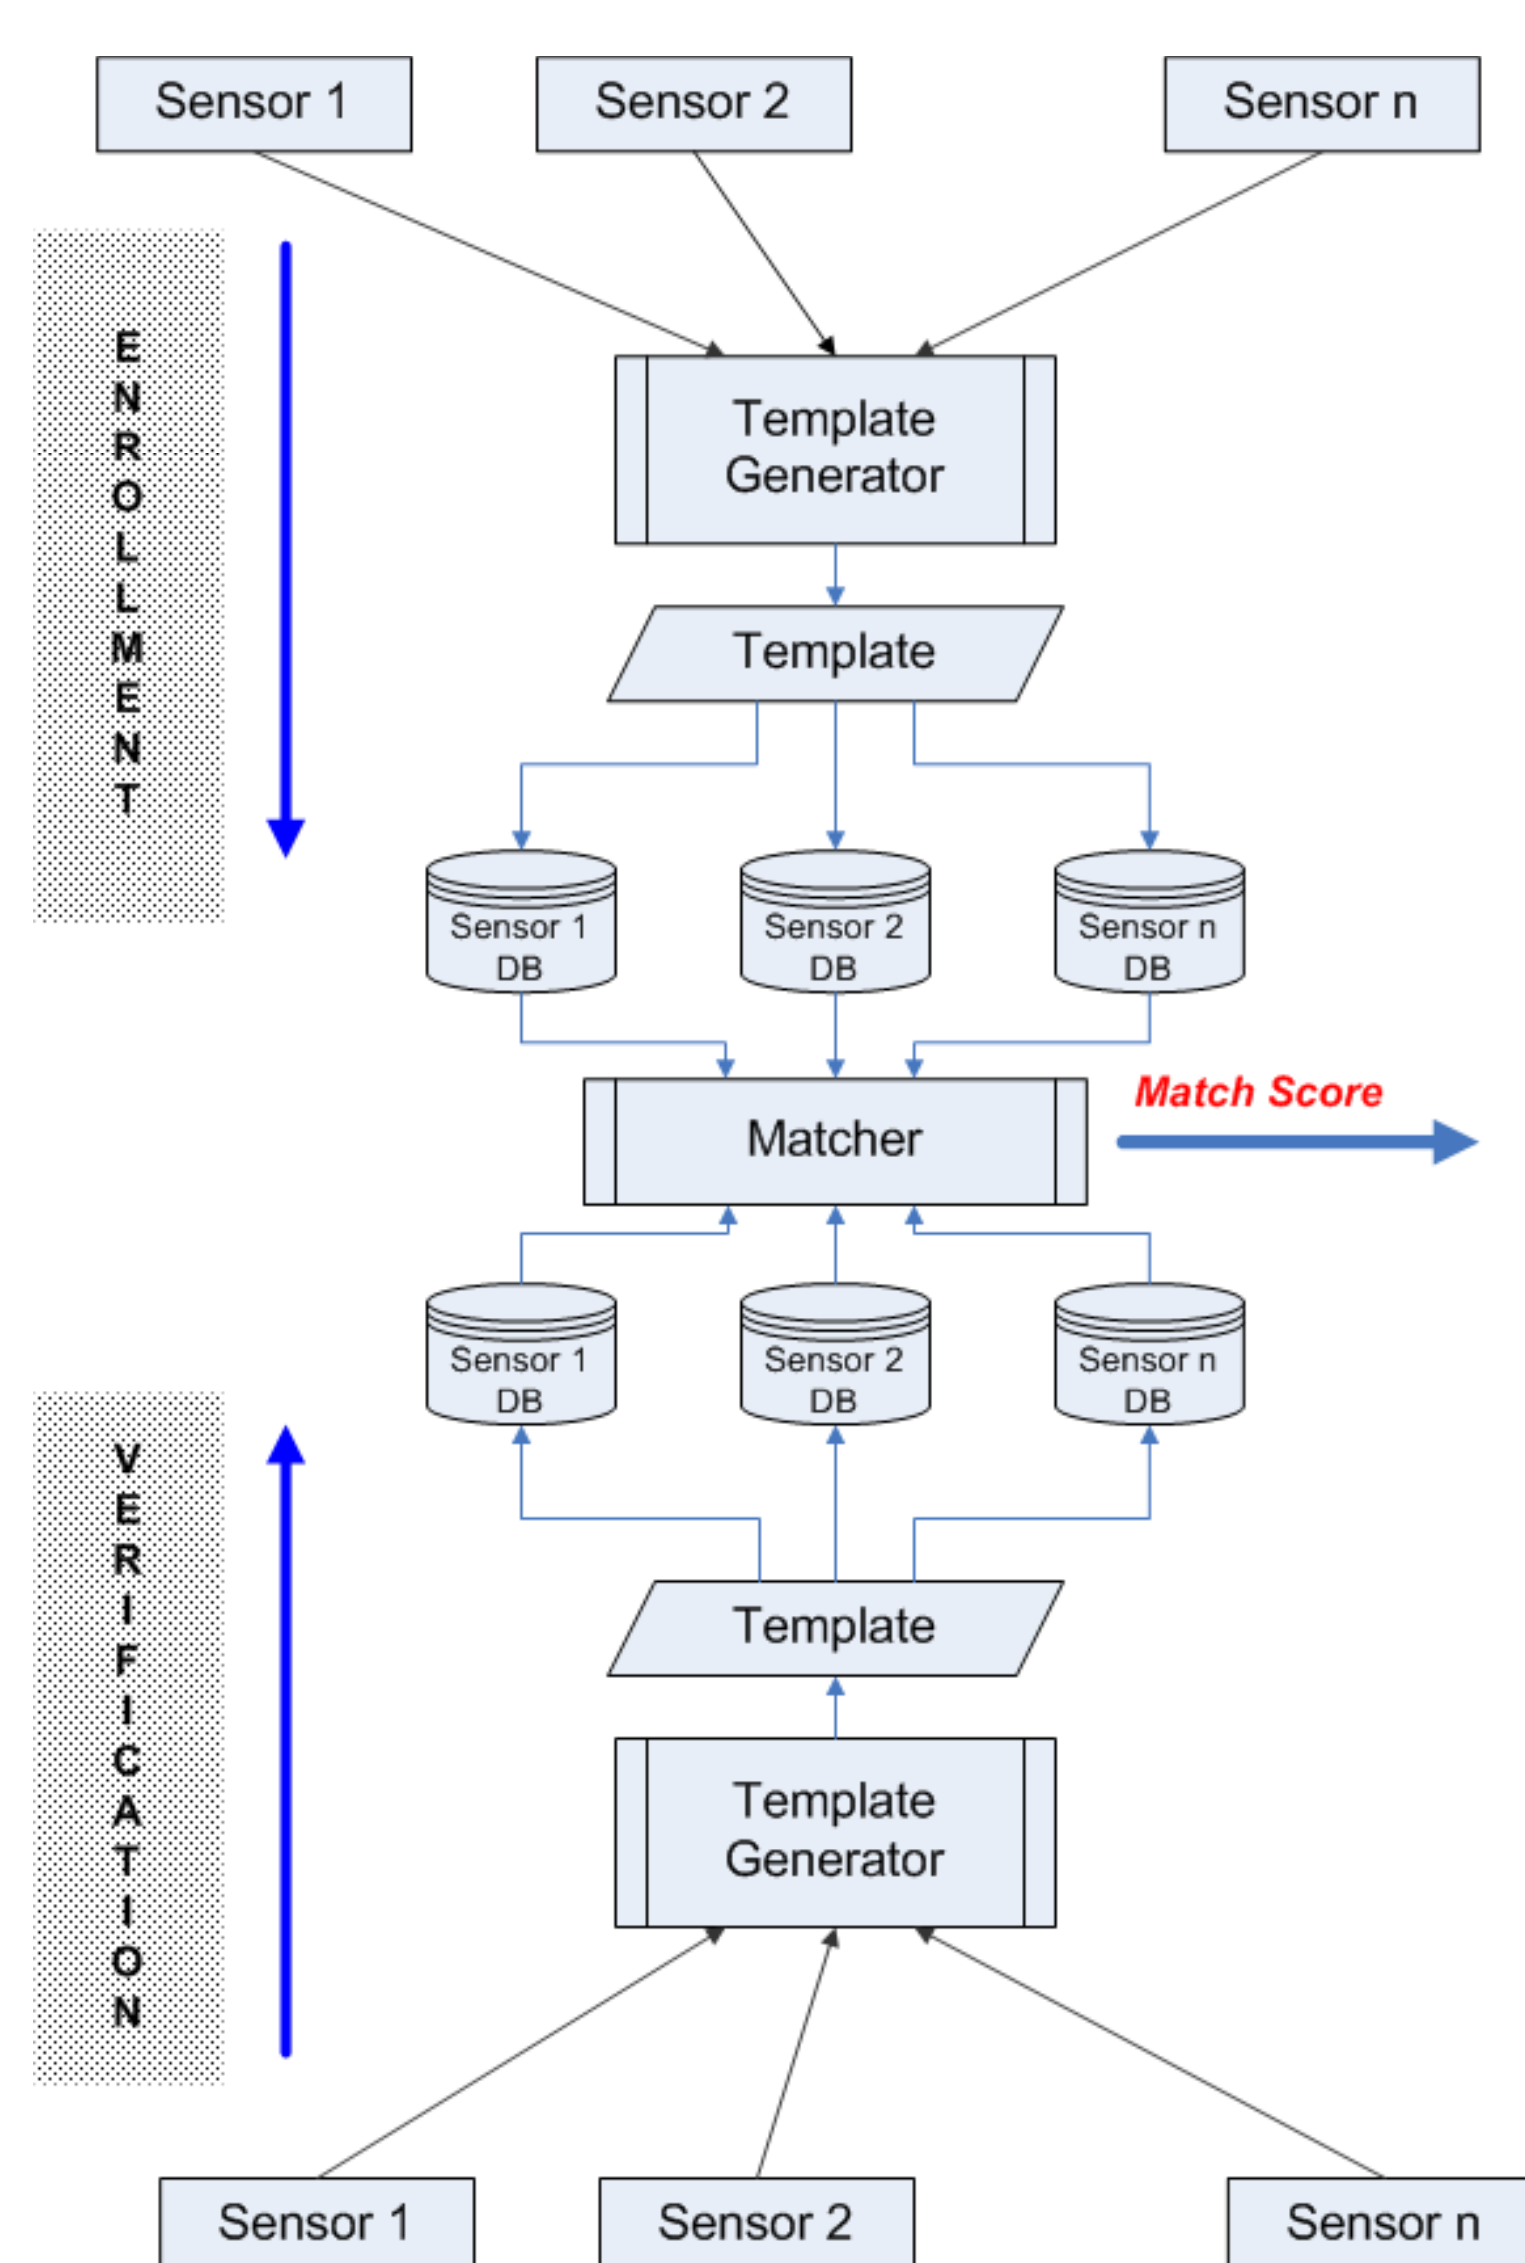 Sensor 1
Sensor 2
Sensor n
ENROLLMENT
Template
Generator
Template
Sensor 1
DB
Sensor 2
DB
Sensor n
DB
Match Score
Matcher
Sensor 1
DB
Sensor 2
DB
Sensor n
DB
VERIFICATION
Template
Template
Generator
Sensor 1
Sensor 2
Sensor n